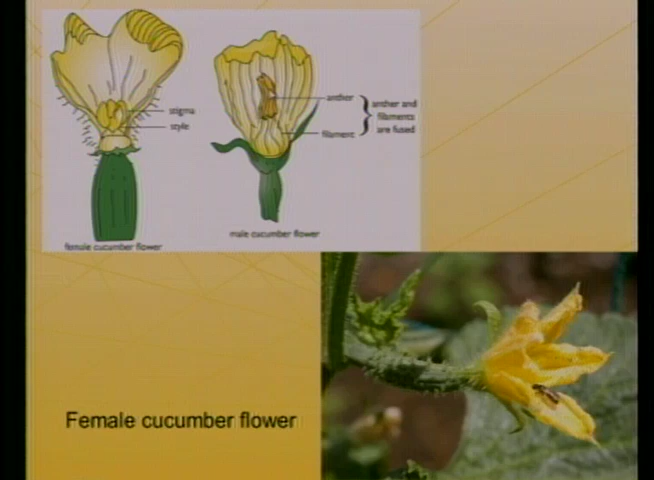 stigma
style
anther
filament
anther and
filaments
are fused
female cucumber flower
male cucumber flower
Female cucumber flower